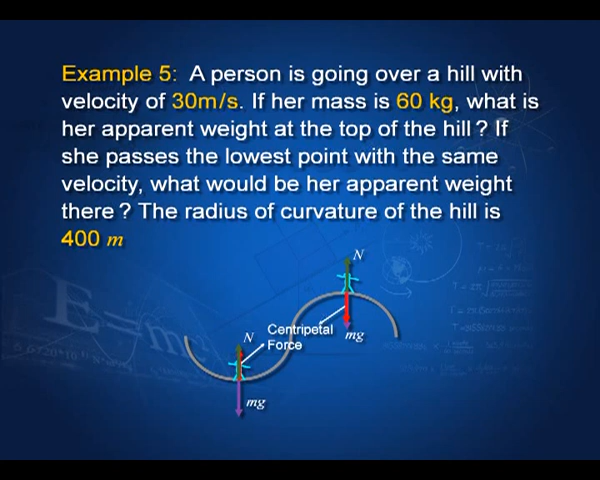 Example 5: A person is going over a hill with
velocity of 30m/s. If her mass is 60 kg, what is
her apparent weight at the top of the hill ? If
she passes the lowest point with the same
velocity, what would be her apparent weight
there ? The radius of curvature of the hill is
400 m
N
Centripetal
Force
mg
N
mg
E=mc²